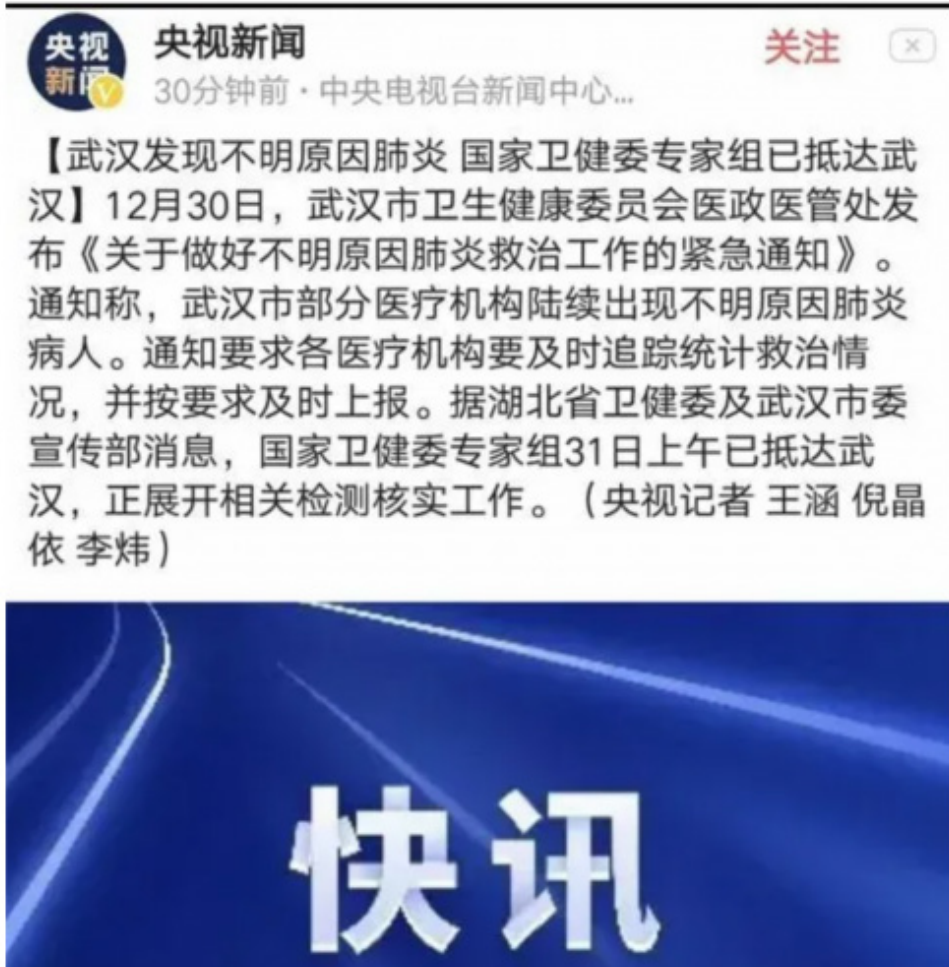 央视
新闻
V
央视新闻
关注
×
30分钟前·中央电视台新闻中心...
【武汉发现不明原因肺炎 国家卫健委专家组已抵达武
汉】12月30日，武汉市卫生健康委员会医政医管处发
布《关于做好不明原因肺炎救治工作的紧急通知》。
通知称，武汉市部分医疗机构陆续出现不明原因肺炎
病人。通知要求各医疗机构要及时追踪统计救治情
况，并按要求及时上报。据湖北省卫健委及武汉市委
宣传部消息，国家卫健委专家组31日上午已抵达武
汉，正展开相关检测核实工作。（央视记者 王涵 倪晶
依 李炜）
快讯